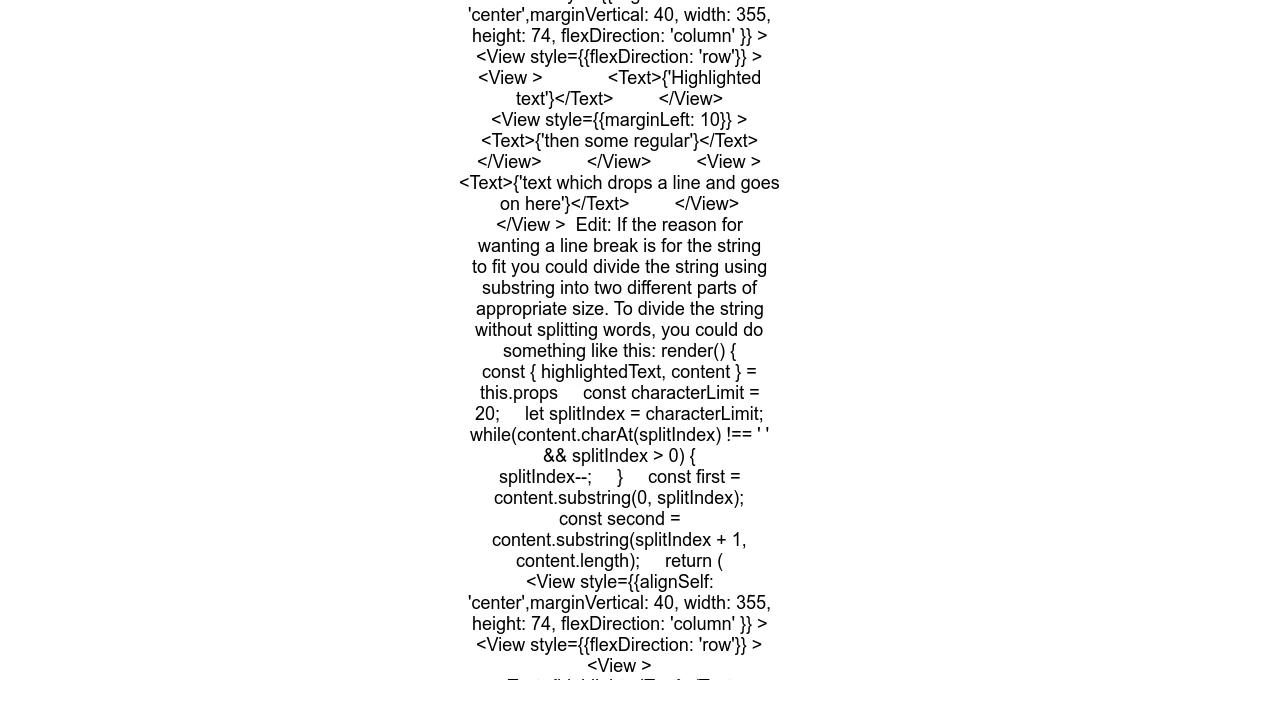 'center',marginVertical: 40, width: 355,
height: 74, flexDirection: 'column' }} >
<View style={{flexDirection: 'row'}} >
<View > <Text>{'Highlighted
text'}</Text> </View>
<View style={{marginLeft: 10}} >
<Text>{'then some regular'}</Text>
</View> </View> <View >
<Text>{'text which drops a line and goes
on here'}</Text> </View>
</View > Edit: If the reason for
wanting a line break is for the string
to fit you could divide the string using
substring into two different parts of
appropriate size. To divide the string
without splitting words, you could do
something like this: render() {
const { highlightedText, content } =
this.props const characterLimit =
20; let splitIndex = characterLimit;
while(content.charAt(splitIndex) !== ' '
&& splitIndex > 0) {
splitIndex--; } const first =
content.substring(0, splitIndex);
const second =
content.substring(splitIndex + 1,
content.length); return (
<View style={{alignSelf:
'center',marginVertical: 40, width: 355,
height: 74, flexDirection: 'column' }} >
<View style={{flexDirection: 'row'}} >
<View >